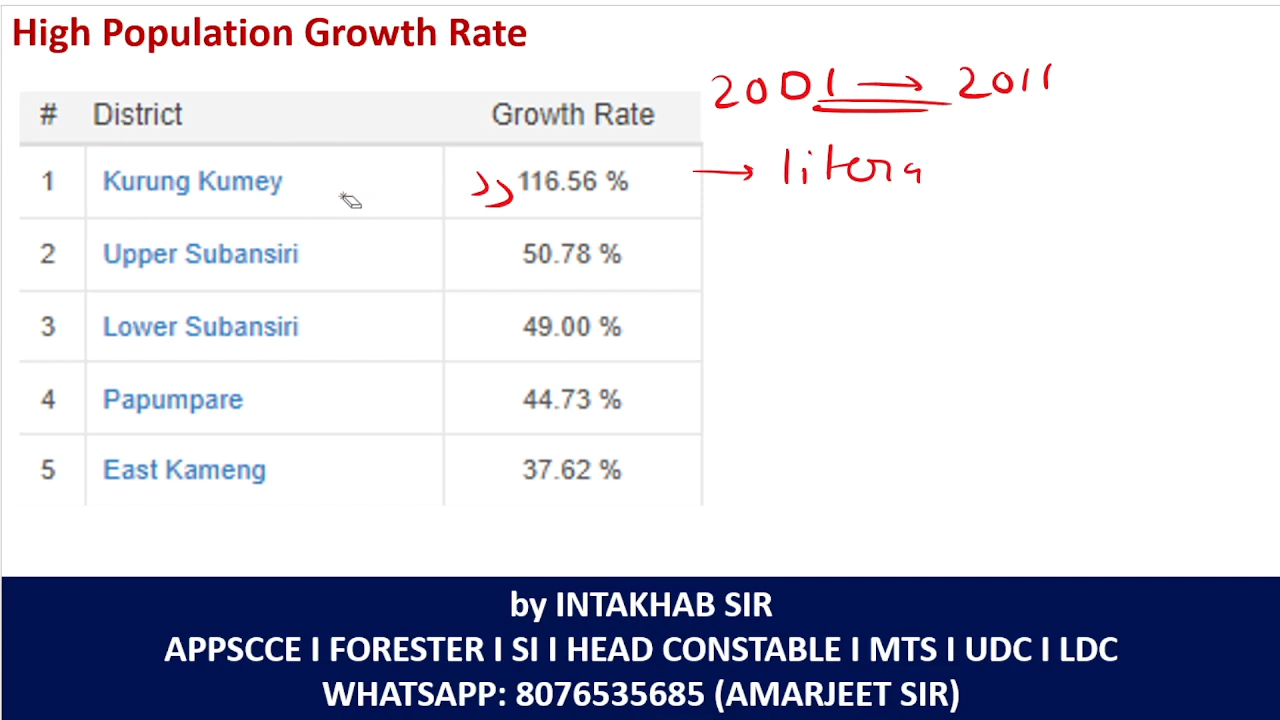 High Population Growth Rate
2001 → 2011
# District Growth Rate
1 Kurung Kumey 116.56 % → litera
2 Upper Subansiri 50.78 %
3 Lower Subansiri 49.00 %
4 Papumpare 44.73 %
5 East Kameng 37.62 %
by INTAKHAB SIR
APPSCCE I FORESTER I SI I HEAD CONSTABLE I MTS I UDC I LDC
WHATSAPP: 8076535685 (AMARJEET SIR)